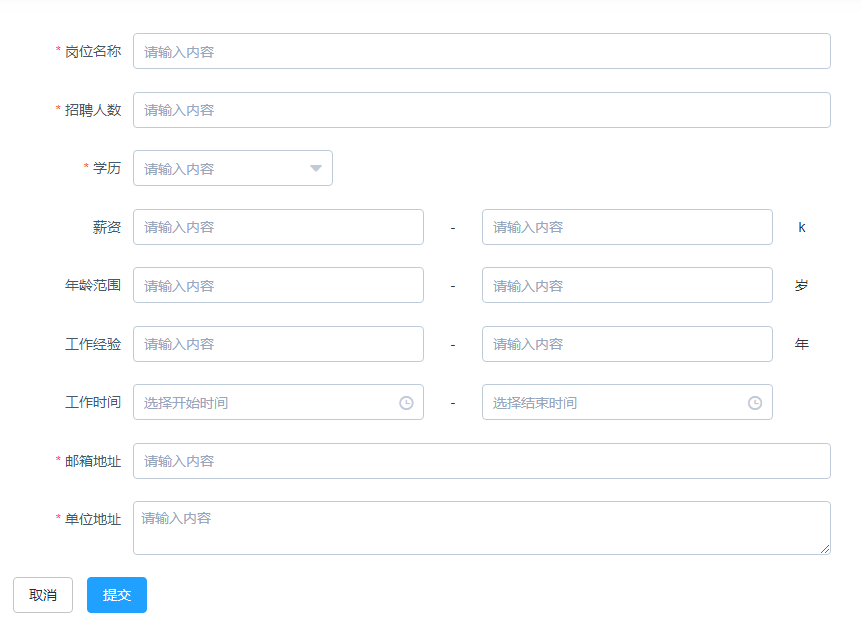 * 岗位名称 请输入内容
* 招聘人数 请输入内容
* 学历 请输入内容
薪资 请输入内容 - 请输入内容 k
年龄范围 请输入内容 - 请输入内容 岁
工作经验 请输入内容 - 请输入内容 年
工作时间 选择开始时间 - 选择结束时间
* 邮箱地址 请输入内容
* 单位地址 请输入内容
取消 提交